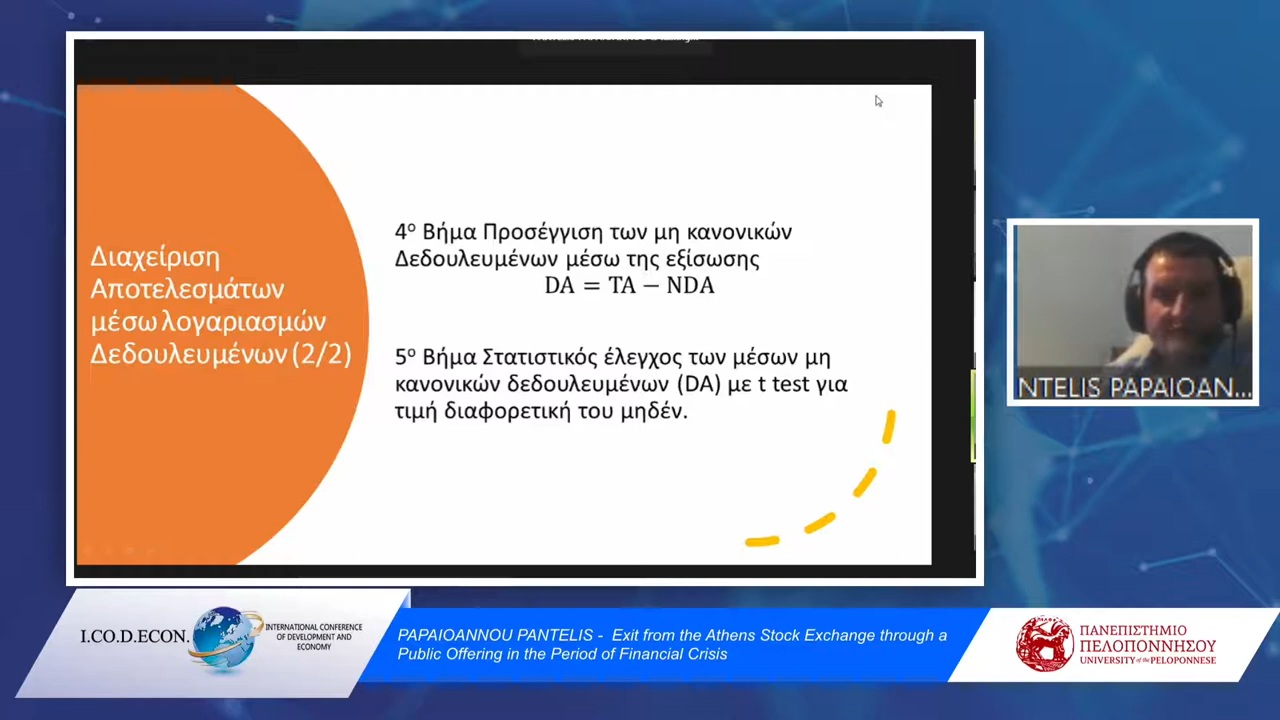 Διαχείριση
Αποτελεσμάτων
μέσω λογαριασμών
Δεδουλευμένων (2/2)
4º Βήμα Προσέγγιση των μη κανονικών
Δεδουλευμένων μέσω της εξίσωσης
DA = TA − NDA
5º Βήμα Στατιστικός έλεγχος των μέσων μη
κανονικών δεδουλευμένων (DA) με t test για
τιμή διαφορετική του μηδέν.
NTELIS PAPAIOAN...
I.CO.D.ECON.
INTERNATIONAL CONFERENCE
OF DEVELOPMENT AND
ECONOMY
PAPAIOANNOU PANTELIS - Exit from the Athens Stock Exchange through a
Public Offering in the Period of Financial Crisis
ΠΑΝΕΠΙΣΤΗΜΙΟ
ΠΕΛΟΠΟΝΝΗΣΟΥ
UNIVERSITY of the PELOPONNESE